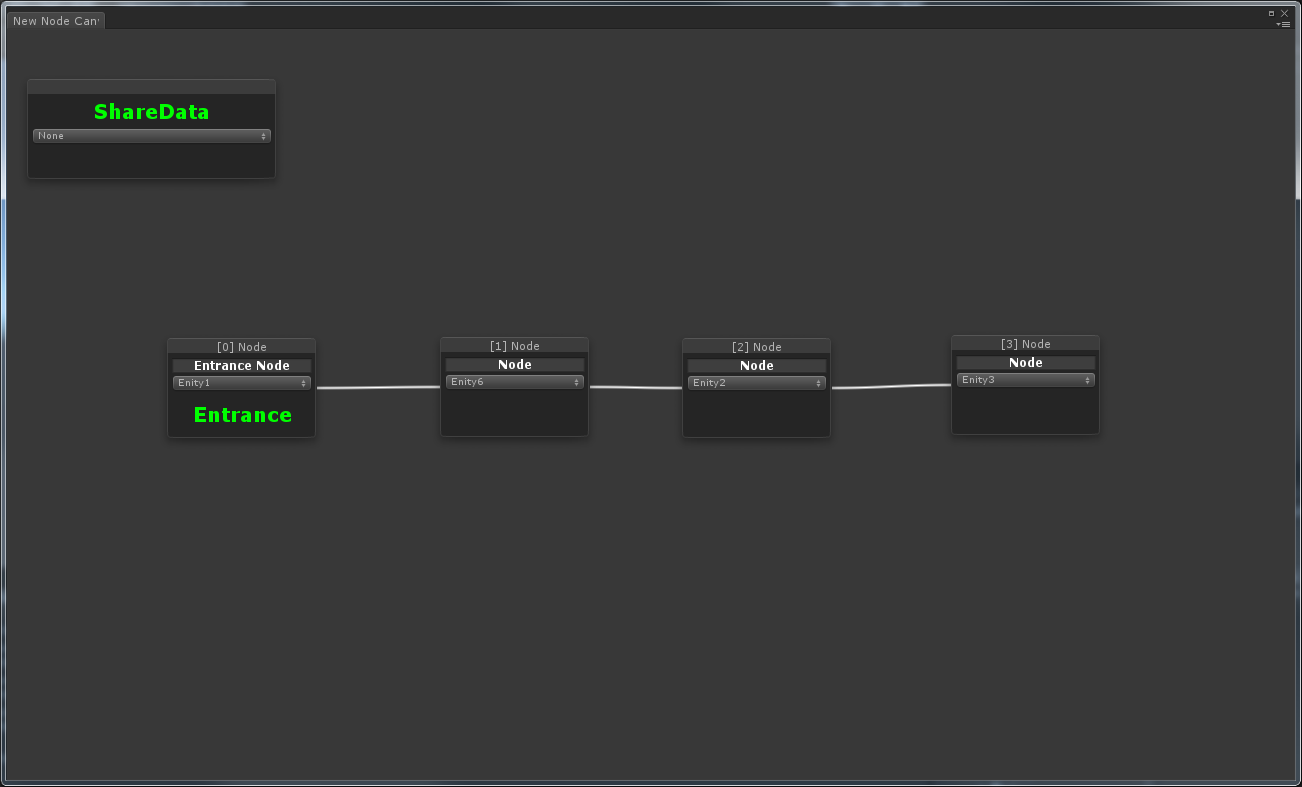 New Node Can
ShareData
None
[0] Node
Entrance Node
Enity1
Entrance
[1] Node
Node
Enity6
[2] Node
Node
Enity2
[3] Node
Node
Enity3